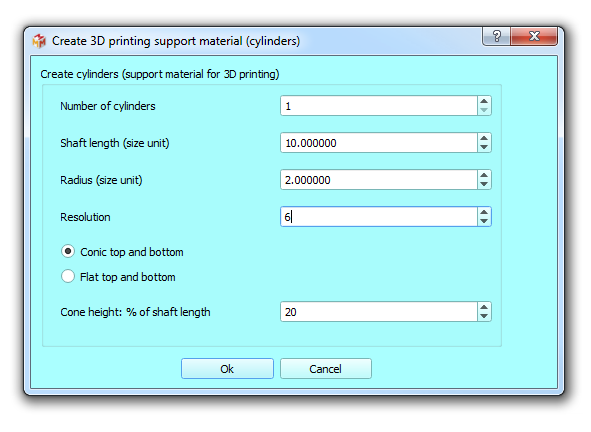 Create 3D printing support material (cylinders)
?
Create cylinders (support material for 3D printing)
Number of cylinders 1
Shaft length (size unit) 10.000000
Radius (size unit) 2.000000
Resolution 6
Conic top and bottom
Flat top and bottom
Cone height: % of shaft length 20
Ok Cancel